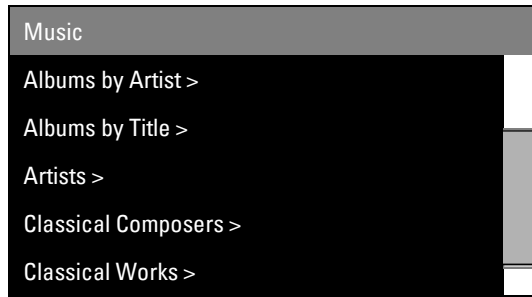 Music
Albums by Artist >
Albums by Title >
Artists >
Classical Composers >
Classical Works >